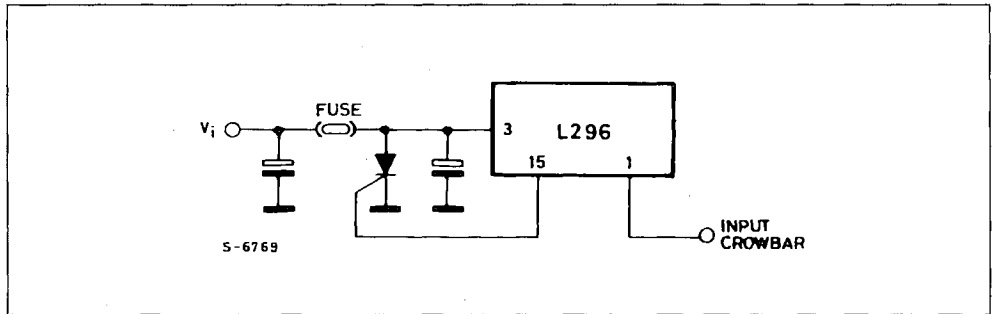 FUSE
Vi
3
L296
15
1
INPUT
CROWBAR
S-6769